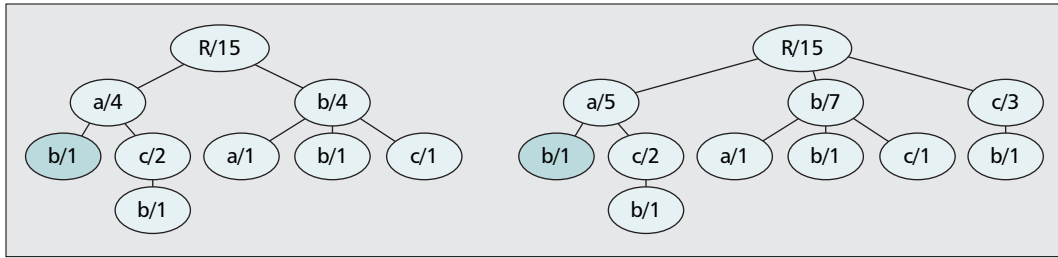 R/15 R/15
a/4 b/4 a/5 b/7 c/3
b/1 c/2 a/1 b/1 c/1 b/1 c/2 a/1 b/1 c/1 b/1
b/1 b/1